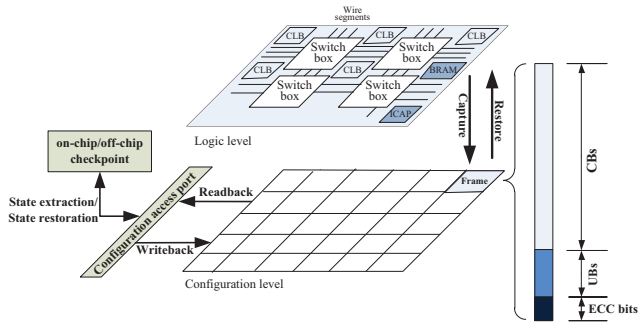 Wire
segments
CLB
CLB
CLB
Switch
box
Switch
box
CLB
CLB
BRAM
Switch
box
Switch
box
ICAP
Logic level
Capture
Restore
on-chip/off-chip
checkpoint
State extraction/
State restoration
Configuration access port
Readback
Writeback
Frame
Configuration level
CBs
UBs
ECC bits